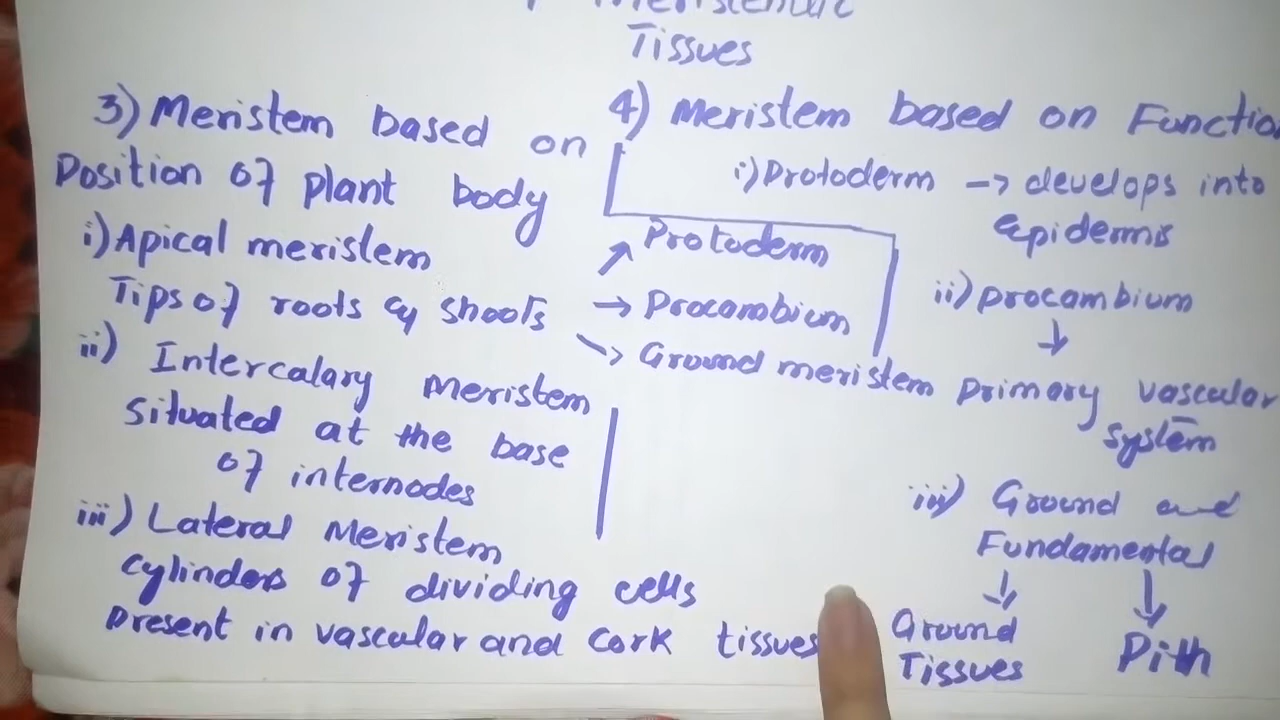 Meristematic
Tissues
3) Meristem based on
Position of plant body
i) Apical meristem
Tips of roots & shoots
→ Protoderm
→ Procambium
→ Ground meristem
ii) Intercalary Meristem
situated at the base
of internodes
iii) Lateral Meristem
cylinders of dividing cells
Present in vascular and Cork tissues
4) Meristem based on Functio
i) Protoderm → develops into
epidermis
ii) procambium
↓
Primary vascular
system
iii) Ground and
Fundamental
↓ ↓
Ground
Tissues
Pith